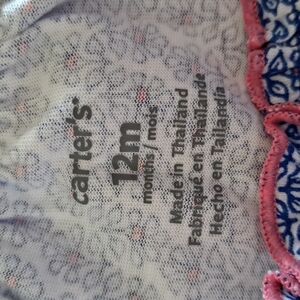 carter's®
12m
months / mois
Made in Thailand
Fabriqué en Thaïlande
Hecho en Tailandia